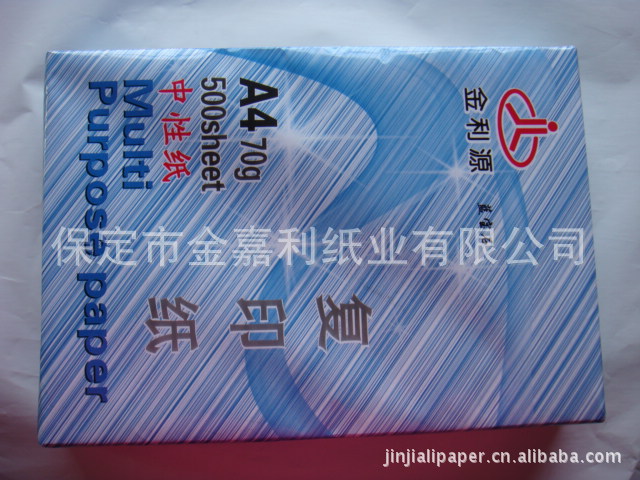 金利源
A4 70g
500sheet
中性纸
Multi
Purpose paper
复印纸
保定市金嘉利纸业有限公司
jinjialipaper.cn.alibaba.com